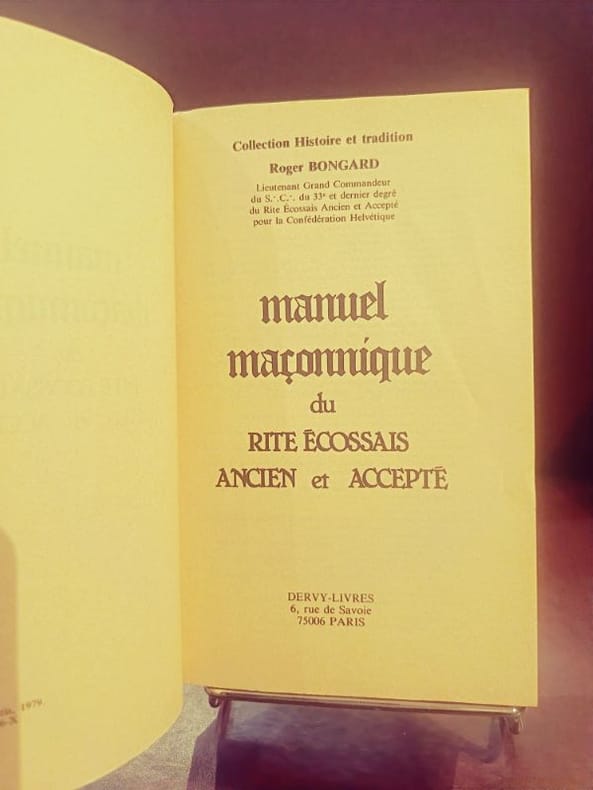 Collection Histoire et tradition
Roger BONGARD
Lieutenant Grand Commandeur
du S.·.C.·. du 33e et dernier degré
du Rite Écossais Ancien et Accepté
pour la Confédération Helvétique
manuel
maçonnique
du
RITE ÉCOSSAIS
ANCIEN et ACCEPTÉ
DERVY-LIVRES
6, rue de Savoie
75006 PARIS
1979